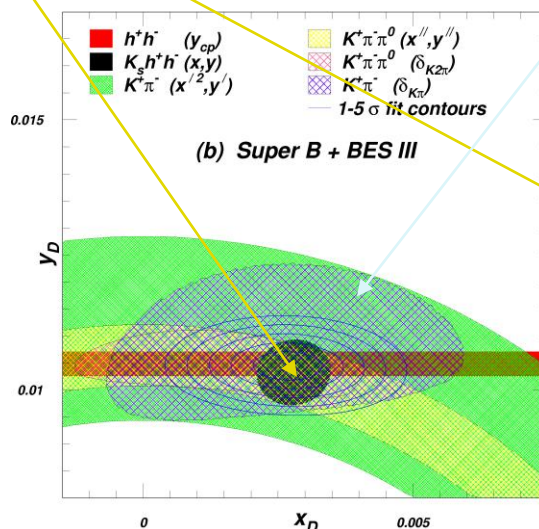 h⁺h⁻ (y_cp)
K_s h⁺h⁻ (x,y)
K⁺π⁻ (x′², y′)
K⁺π⁻π⁰ (x″, y″)
K⁺π⁻π⁰ (δ_K2π)
K⁺π⁻ (δ_Kπ)
1-5 σ fit contours
0.015
(b) Super B + BES III
y_D
0.01
0
x_D
0.005